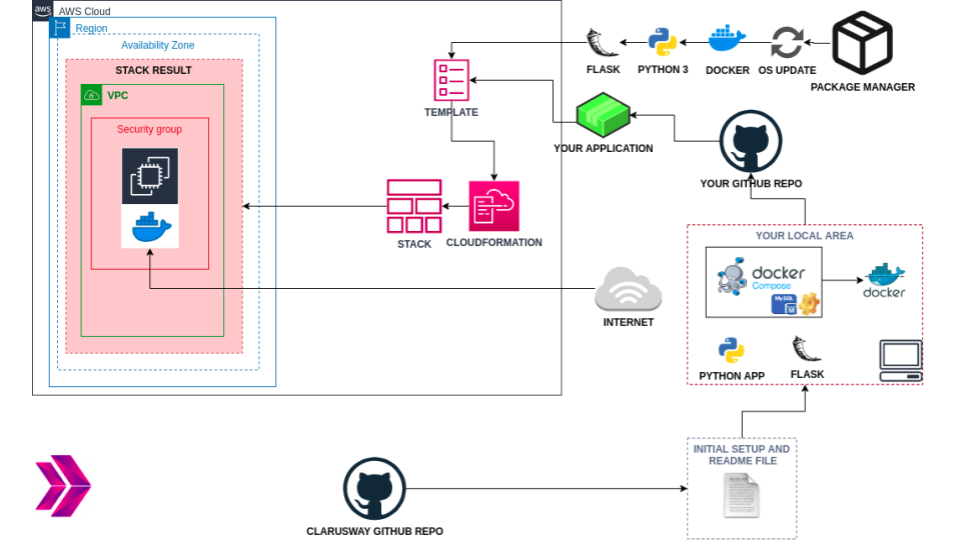 aws
AWS Cloud
Region
Availability Zone
STACK RESULT
VPC
Security group
FLASK
PYTHON 3
DOCKER
OS UPDATE
PACKAGE MANAGER
TEMPLATE
YOUR APPLICATION
YOUR GITHUB REPO
STACK
CLOUDFORMATION
INTERNET
YOUR LOCAL AREA
docker
Compose
MySQL
M
docker
PYTHON APP
FLASK
INITIAL SETUP AND
README FILE
CLARUSWAY GITHUB REPO